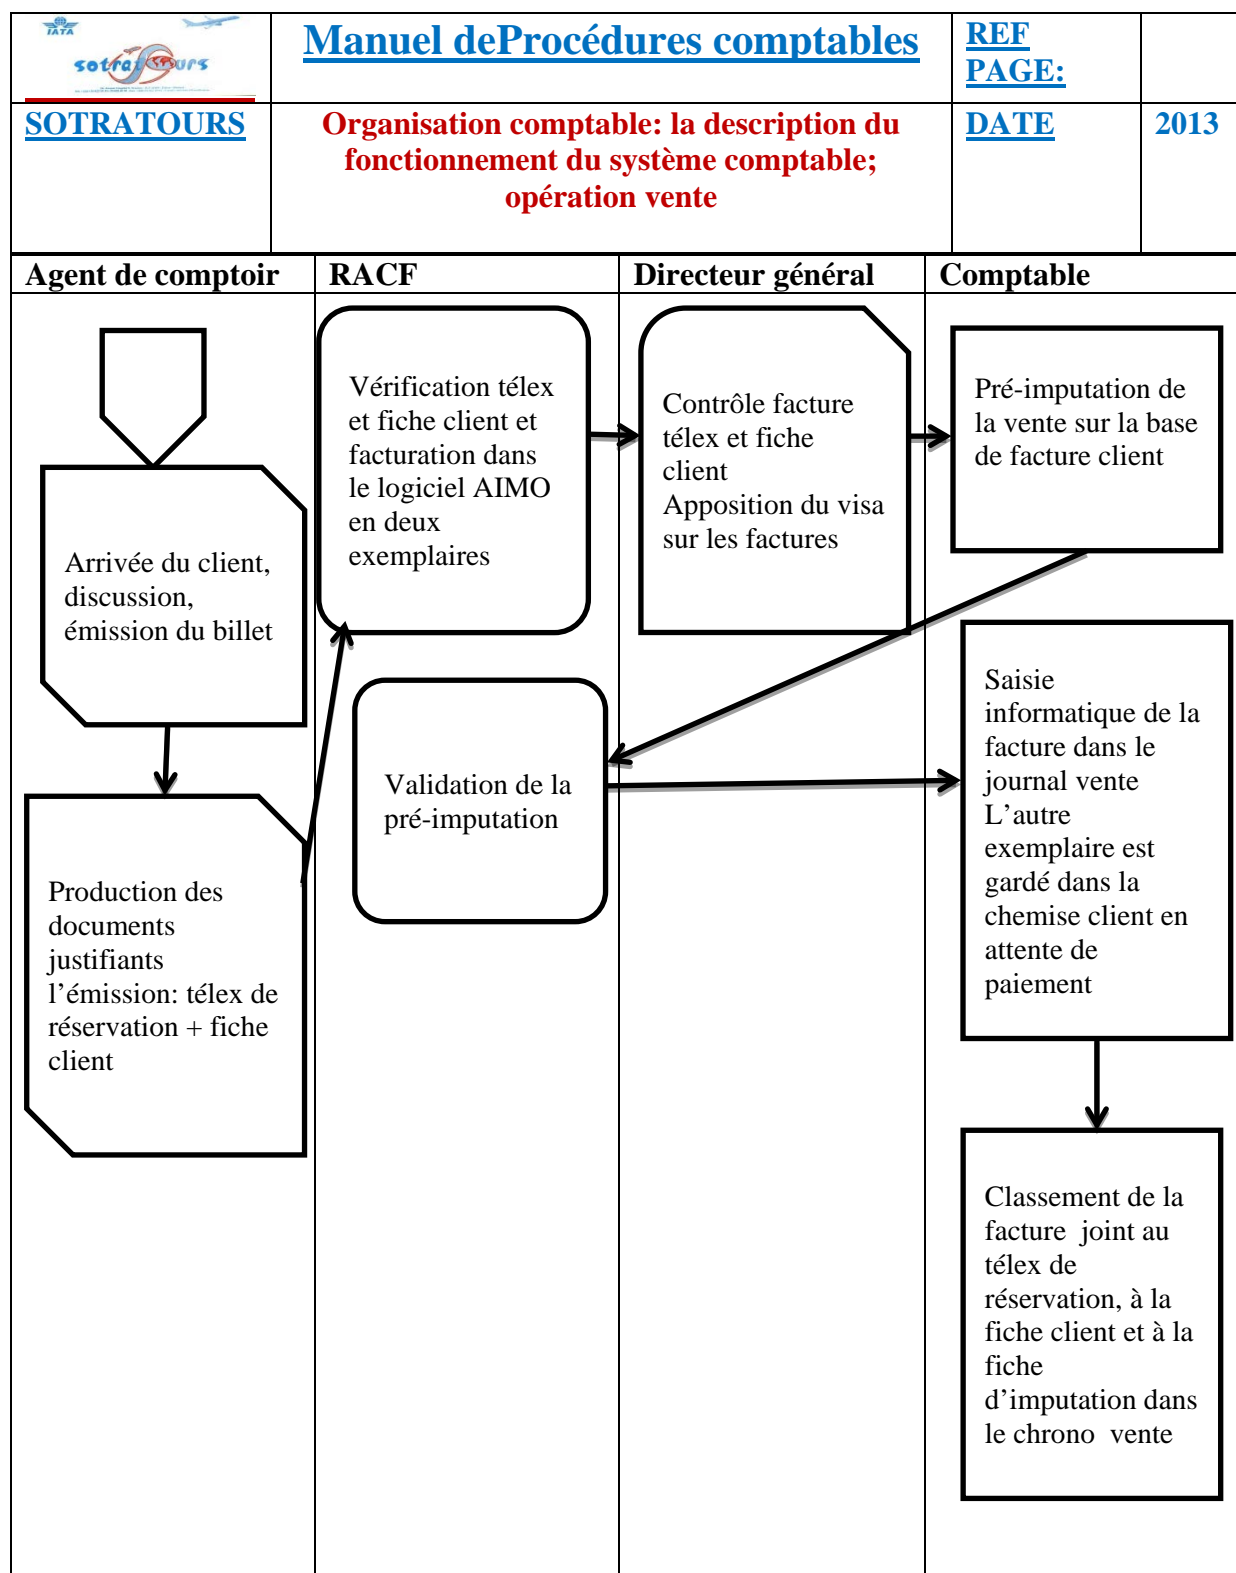 IATA
sotratours
Manuel deProcédures comptables
REF
PAGE:
SOTRATOURS
Organisation comptable: la description du
fonctionnement du système comptable;
opération vente
DATE
2013
Agent de comptoir
RACF
Directeur général
Comptable
Arrivée du client,
discussion,
émission du billet
Production des
documents
justifiants
l’émission: télex de
réservation + fiche
client
Vérification télex
et fiche client et
facturation dans
le logiciel AIMO
en deux
exemplaires
Validation de la
pré-imputation
Contrôle facture
télex et fiche
client
Apposition du visa
sur les factures
Pré-imputation de
la vente sur la base
de facture client
Saisie
informatique de la
facture dans le
journal vente
L’autre
exemplaire est
gardé dans la
chemise client en
attente de
paiement
Classement de la
facture  joint au
télex de
réservation, à la
fiche client et à la
fiche
d’imputation dans
le chrono  vente